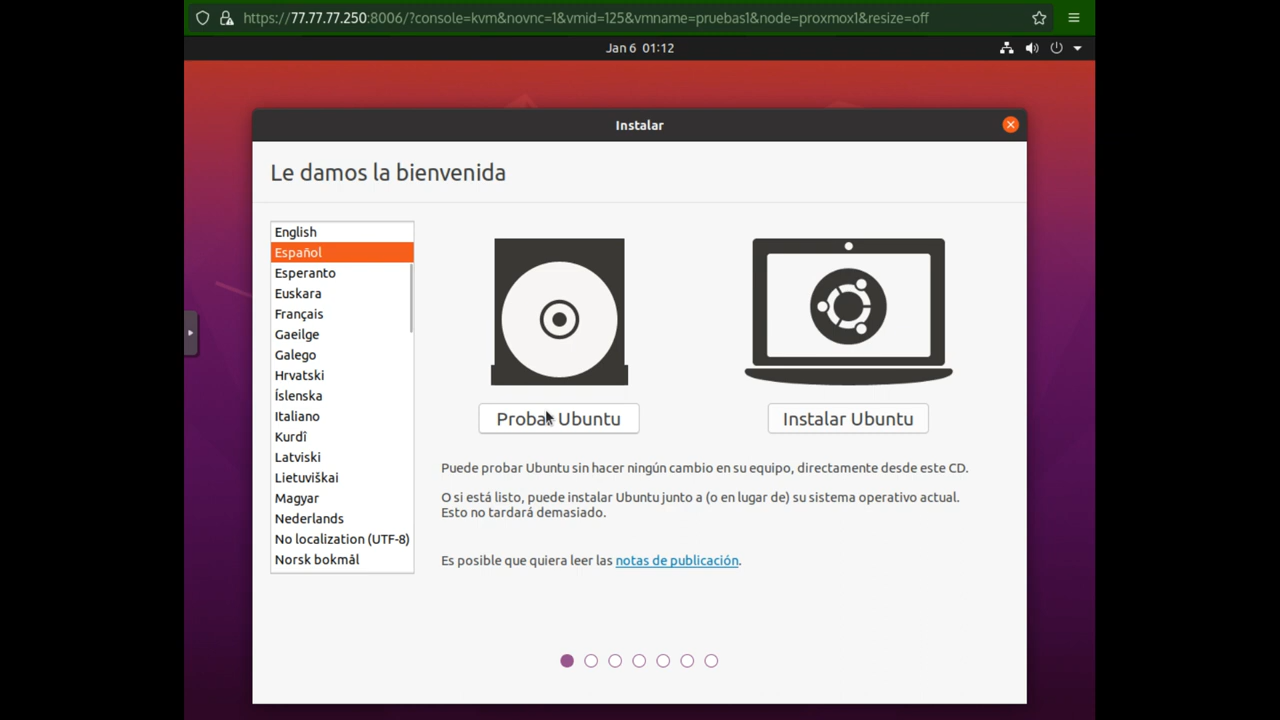 https://77.77.77.250:8006/?console=kvm&novnc=1&vmid=125&vmname=pruebas1&node=proxmox1&resize=off
Jan 6 01:12
Instalar
Le damos la bienvenida
English
Español
Esperanto
Euskara
Français
Gaeilge
Galego
Hrvatski
Íslenska
Italiano
Kurdî
Latviski
Lietuviškai
Magyar
Nederlands
No localization (UTF-8)
Norsk bokmål
Probar Ubuntu
Instalar Ubuntu
Puede probar Ubuntu sin hacer ningún cambio en su equipo, directamente desde este CD.
O si está listo, puede instalar Ubuntu junto a (o en lugar de) su sistema operativo actual.
Esto no tardará demasiado.
Es posible que quiera leer las notas de publicación.